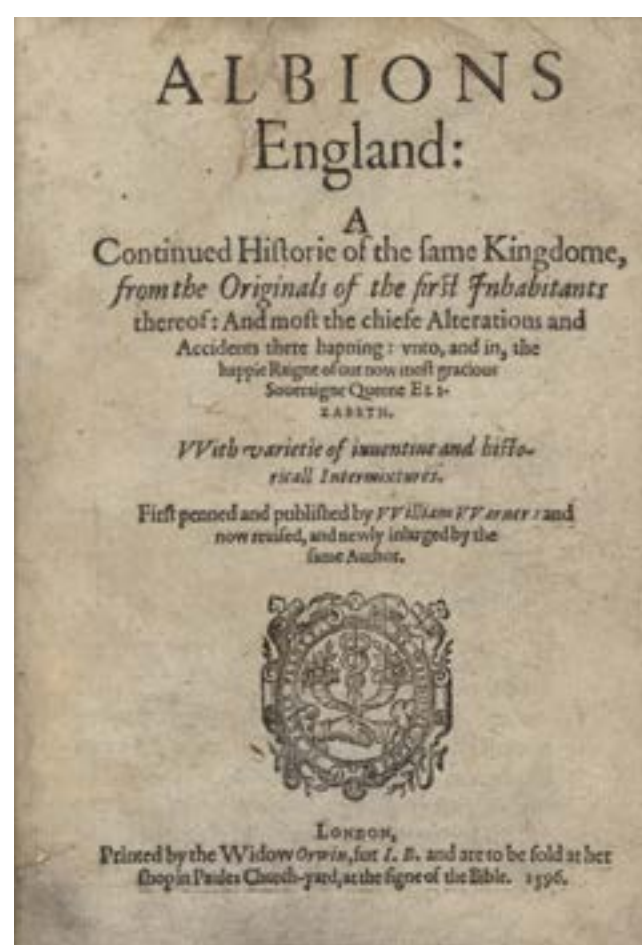 ALBIONS
England:
A
Continued Hiſtorie of the ſame Kingdome,
from the Originals of the firſt Inhabitants
thereof: And moſt the chiefe Alterations and
Accidents there hapning: vnto, and in, the
happie Raigne of our now moſt gracious
Soueraigne Queene ELI-
ZABETH.
VVith varietie of inuentiue and hiſto-
ricall Intermixtures.
Firſt penned and publiſhed by VVilliam VVarner: and
now reuiſed, and newly inlarged by the
ſame Author.
LONDON,
Printed by the Widow Orwin, for I. B. and are to be ſold at her
ſhop in Paules Church-yard, at the ſigne of the Bible. 1596.